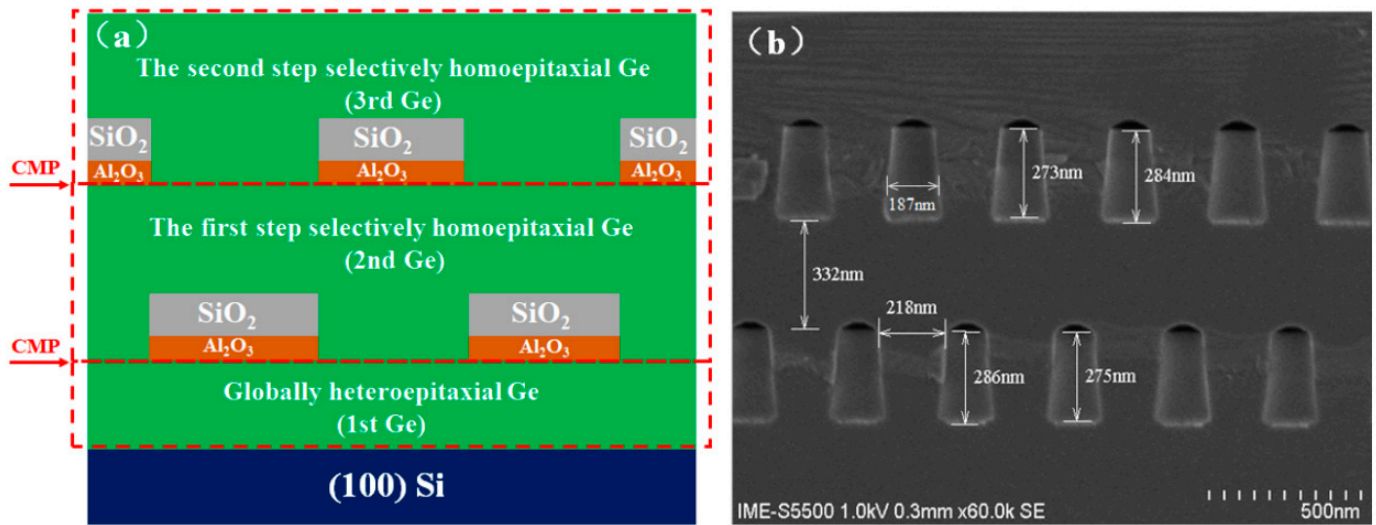 (a)
The second step selectively homoepitaxial Ge
(3rd Ge)
SiO2
SiO2
SiO2
Al2O3
Al2O3
Al2O3
CMP
The first step selectively homoepitaxial Ge
(2nd Ge)
SiO2
SiO2
Al2O3
Al2O3
CMP
Globally heteroepitaxial Ge
(1st Ge)
(100) Si
(b)
273nm
284nm
187nm
332nm
218nm
286nm
275nm
IME-S5500 1.0kV 0.3mm x60.0k SE
500nm